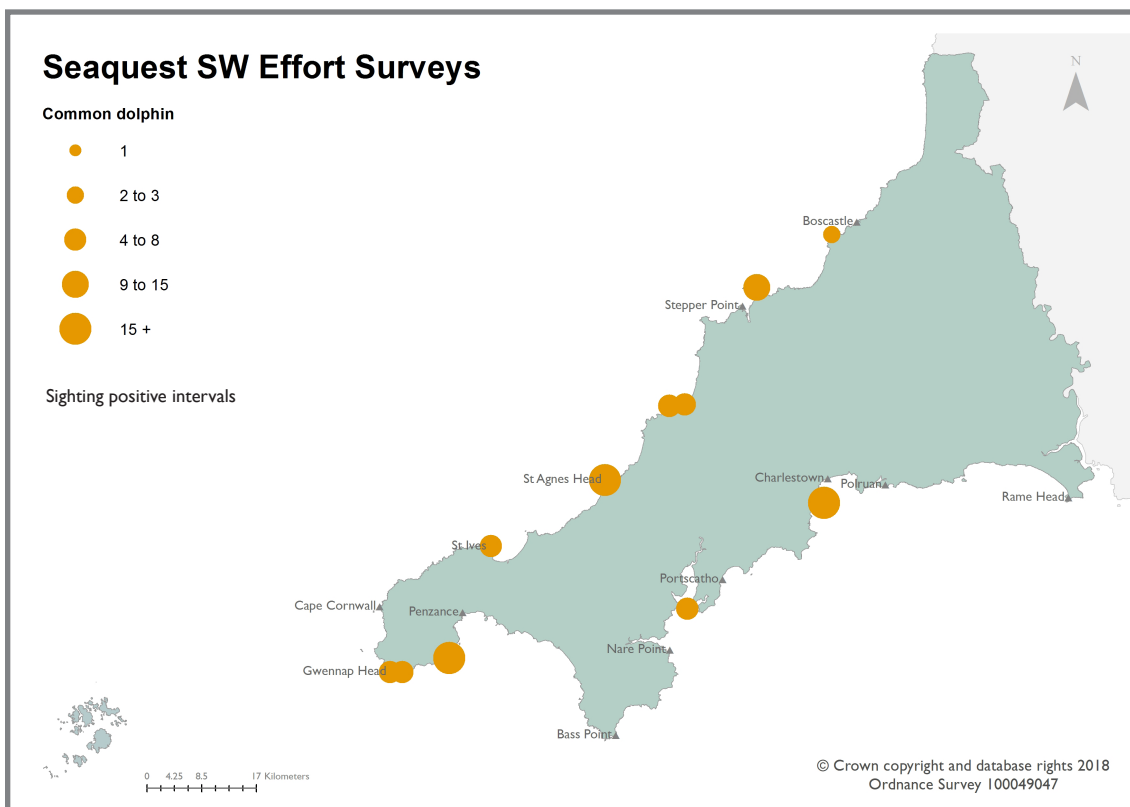 Seaquest SW Effort Surveys
Common dolphin
1
2 to 3
4 to 8
9 to 15
15 +
Sighting positive intervals
N
Boscastle
Stepper Point
St Agnes Head
Charlestown
Polruan
Rame Head
St Ives
Portscatho
Cape Cornwall
Penzance
Nare Point
Gwennap Head
Bass Point
0 4.25 8.5 17 Kilometers
© Crown copyright and database rights 2018
Ordnance Survey 100049047